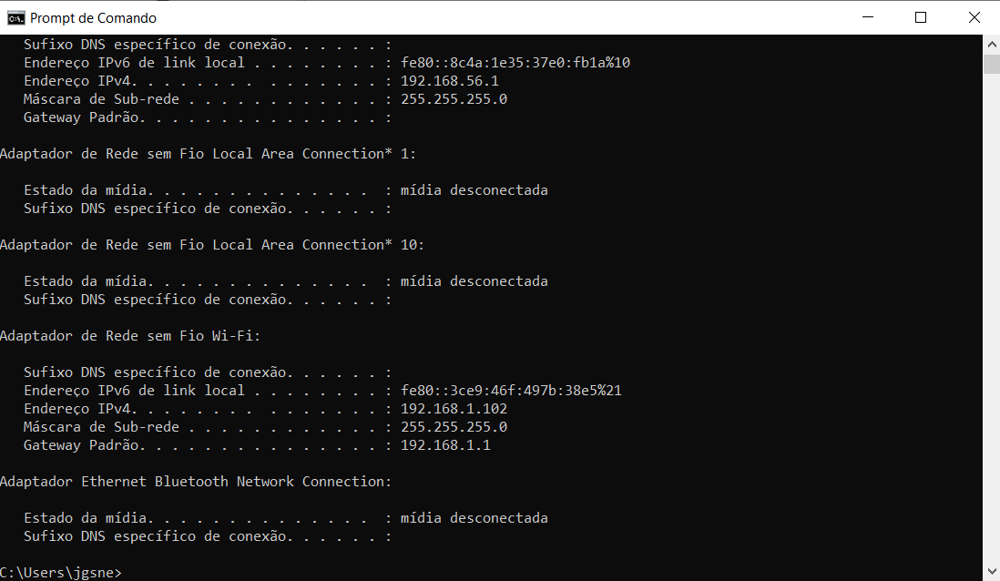 Prompt de Comando
Sufixo DNS específico de conexão. . . . . . :
Endereço IPv6 de link local . . . . . . . . : fe80::8c4a:1e35:37e0:fb1a%10
Endereço IPv4. . . . . . . .  . . . . . . . : 192.168.56.1
Máscara de Sub-rede . . . . . . . . . . . . : 255.255.255.0
Gateway Padrão. . . . . . . . . . . . . . . :
Adaptador de Rede sem Fio Local Area Connection* 1:
Estado da mídia. . . . . . . . . . . . . .  : mídia desconectada
Sufixo DNS específico de conexão. . . . . . :
Adaptador de Rede sem Fio Local Area Connection* 10:
Estado da mídia. . . . . . . . . . . . . .  : mídia desconectada
Sufixo DNS específico de conexão. . . . . . :
Adaptador de Rede sem Fio Wi-Fi:
Sufixo DNS específico de conexão. . . . . . :
Endereço IPv6 de link local . . . . . . . . : fe80::3ce9:46f:497b:38e5%21
Endereço IPv4. . . . . . . .  . . . . . . . : 192.168.1.102
Máscara de Sub-rede . . . . . . . . . . . . : 255.255.255.0
Gateway Padrão. . . . . . . . . . . . . . . : 192.168.1.1
Adaptador Ethernet Bluetooth Network Connection:
Estado da mídia. . . . . . . . . . . . . .  : mídia desconectada
Sufixo DNS específico de conexão. . . . . . :
C:\Users\jgsne>